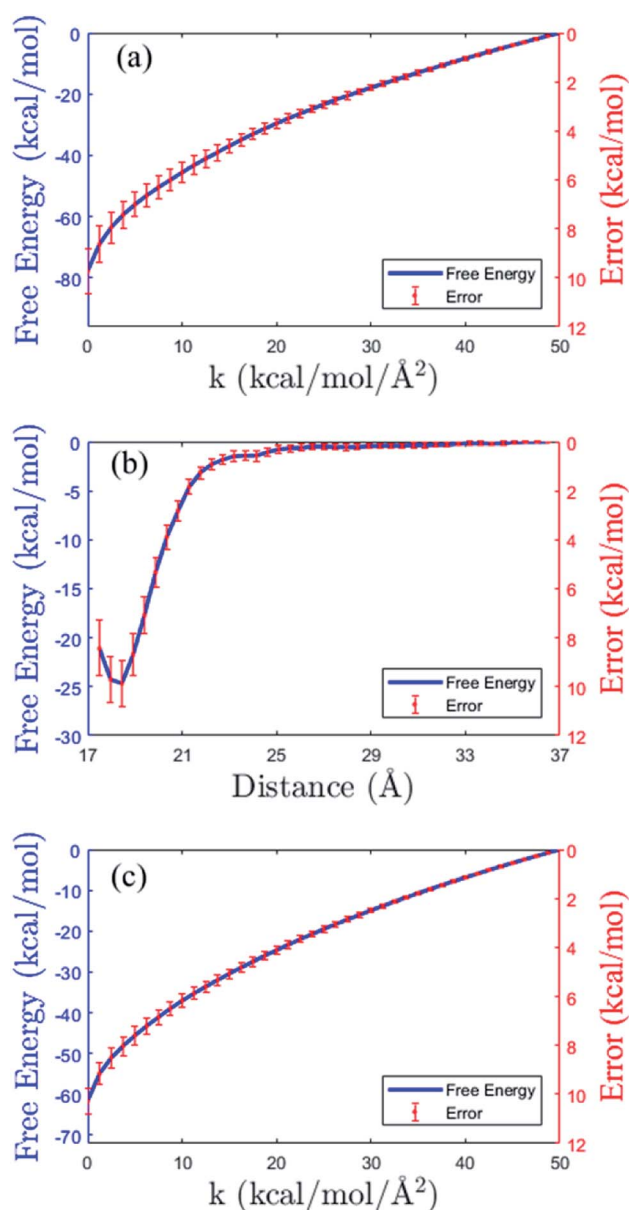 (a)
Free Energy (kcal/mol)
0
-20
-40
-60
-80
0
2
4
6
8
10
12
Error (kcal/mol)
Free Energy
Error
0 10 20 30 40 50
k (kcal/mol/Å²)
(b)
Free Energy (kcal/mol)
0
-5
-10
-15
-20
-25
-30
0
2
4
6
8
10
12
Error (kcal/mol)
Free Energy
Error
17 21 25 29 33 37
Distance (Å)
(c)
Free Energy (kcal/mol)
0
-10
-20
-30
-40
-50
-60
-70
0
2
4
6
8
10
12
Error (kcal/mol)
Free Energy
Error
0 10 20 30 40 50
k (kcal/mol/Å²)